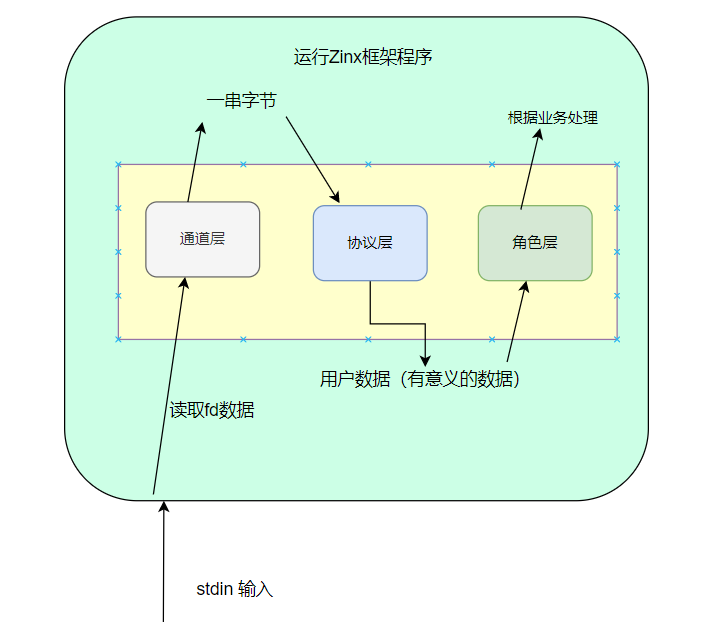 运行Zinx框架程序
一串字节
根据业务处理
通道层
协议层
角色层
用户数据（有意义的数据）
读取fd数据
stdin 输入